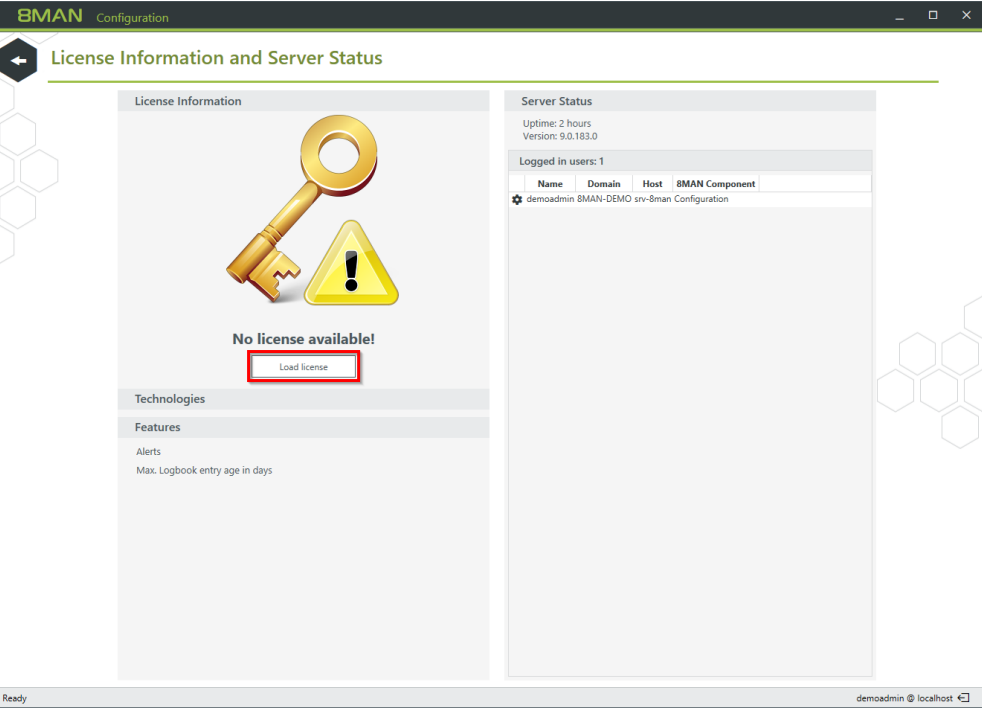 8MAN Configuration
License Information and Server Status
License Information
No license available!
Load license
Technologies
Features
Alerts
Max. Logbook entry age in days
Server Status
Uptime: 2 hours
Version: 9.0.183.0
Logged in users: 1
Name Domain Host 8MAN Component
demoadmin 8MAN-DEMO srv-8man Configuration
Ready
demoadmin @ localhost